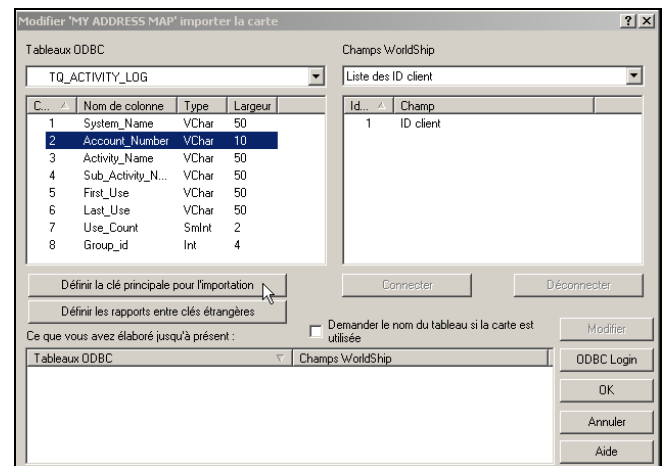 Modifier 'MY ADDRESS MAP' importer la carte
Tableaux ODBC
Champs WorldShip
TQ_ACTIVITY_LOG
Liste des ID client
C... Nom de colonne Type Largeur
Id... Champ
1 System_Name VChar 50
1 ID client
2 Account_Number VChar 10
3 Activity_Name VChar 50
4 Sub_Activity_N... VChar 50
5 First_Use VChar 50
6 Last_Use VChar 50
7 Use_Count SmInt 2
8 Group_id Int 4
Définir la clé principale pour l'importation
Connecter
Déconnecter
Définir les rapports entre clés étrangères
Ce que vous avez élaboré jusqu'à présent :
Demander le nom du tableau si la carte est
utilisée
Modifier
Tableaux ODBC
Champs WorldShip
ODBC Login
OK
Annuler
Aide